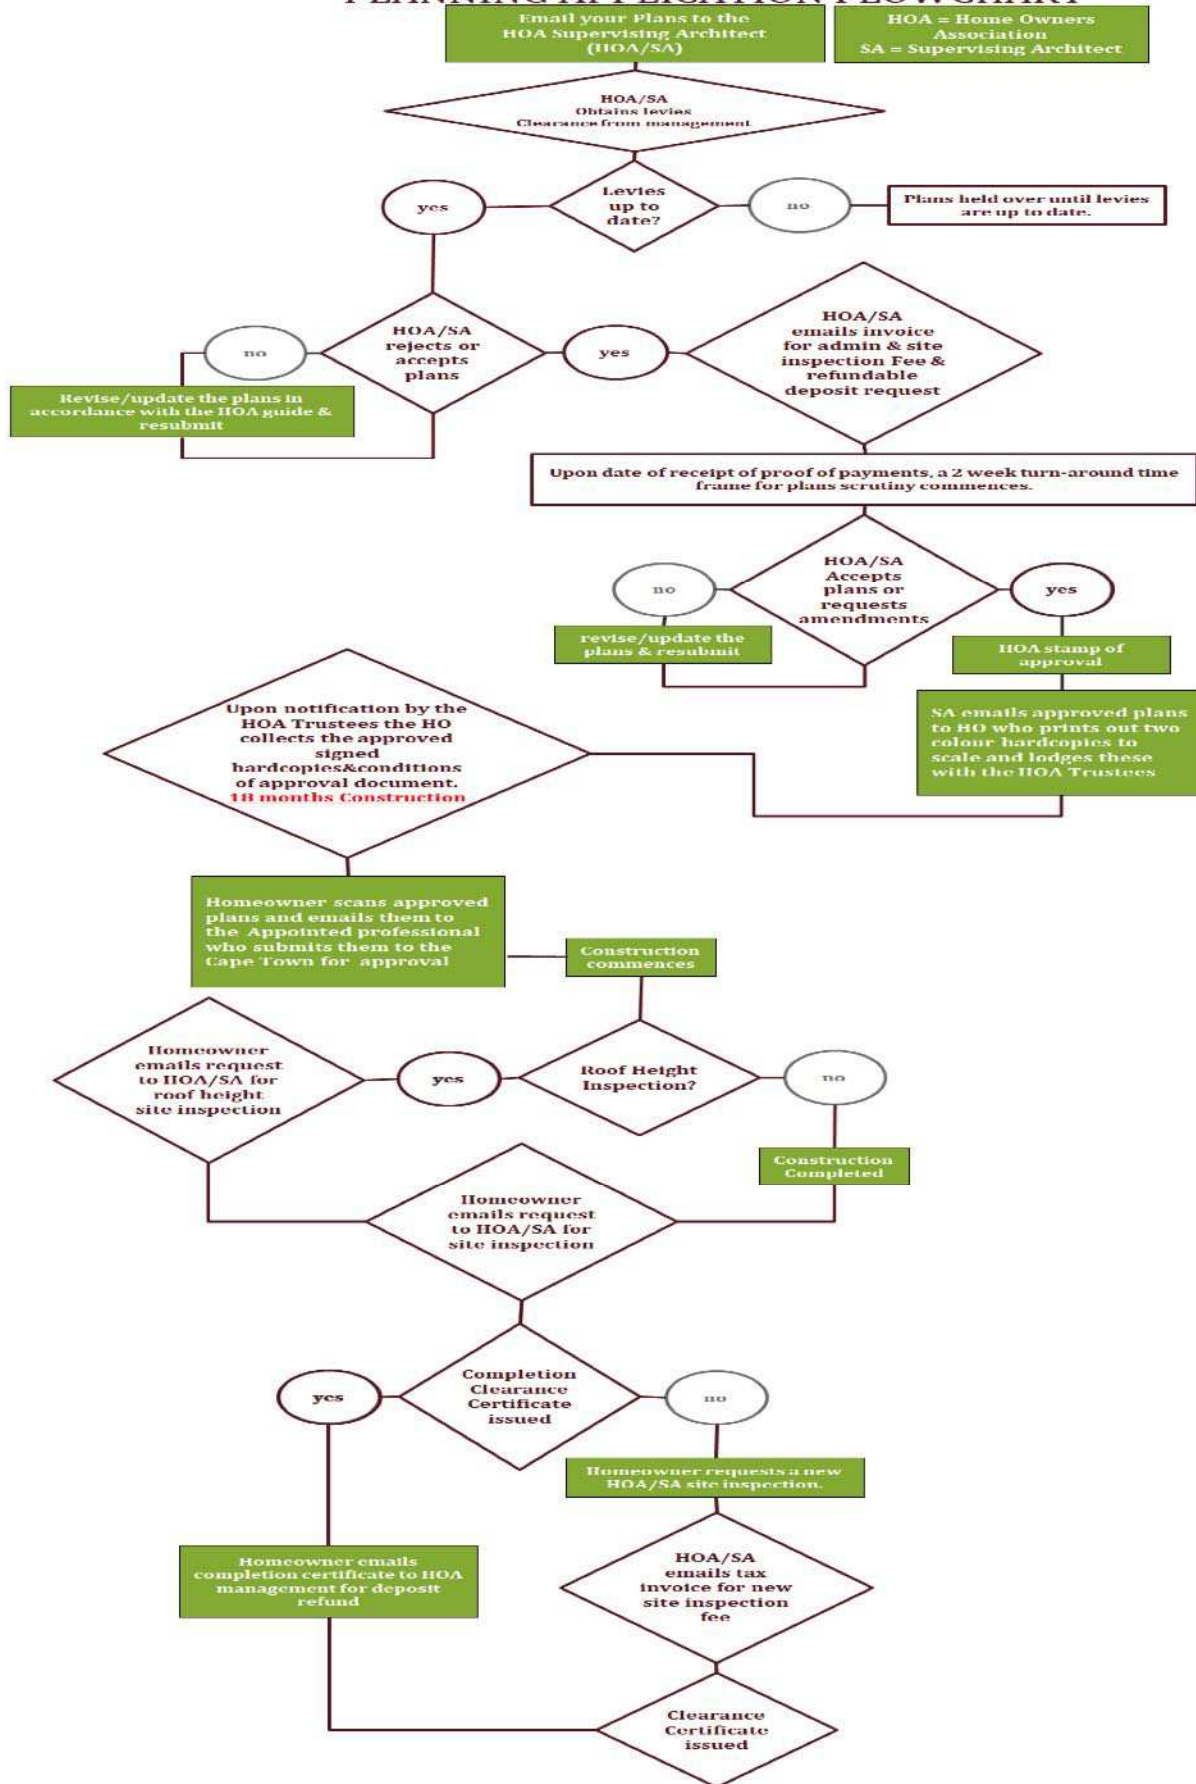 PLANNING APPLICATION FLOWCHART
Email your Plans to the
HOA Supervising Architect
(HOA/SA)
HOA = Home Owners
Association
SA = Supervising Architect
HOA/SA
Obtains levies
Clearance from management
Levies
up to
date?
yes
no
Plans held over until levies
are up to date.
HOA/SA
rejects or
accepts
plans
no
yes
HOA/SA
emails invoice
for admin & site
inspection Fee &
refundable
deposit request
Revise/update the plans in
accordance with the HOA guide &
resubmit
Upon date of receipt of proof of payments, a 2 week turn-around time
frame for plans scrutiny commences.
HOA/SA
Accepts
plans or
requests
amendments
no
yes
revise/update the
plans & resubmit
HOA stamp of
approval
SA emails approved plans
to HO who prints out two
colour hardcopies to
scale and lodges these
with the HOA Trustees
Upon notification by the
HOA Trustees the HO
collects the approved
signed
hardcopies&conditions
of approval document.
18 months Construction
Homeowner scans approved
plans and emails them to
the Appointed professional
who submits them to the
Cape Town for approval
Construction
commences
Roof Height
Inspection?
yes
no
Homeowner
emails request
to HOA/SA for
roof height
site inspection
Construction
Completed
Homeowner
emails request
to HOA/SA for
site inspection
Completion
Clearance
Certificate
issued
yes
no
Homeowner requests a new
HOA/SA site inspection.
Homeowner emails
completion certificate to HOA
management for deposit
refund
HOA/SA
emails tax
invoice for new
site inspection
fee
Clearance
Certificate
issued